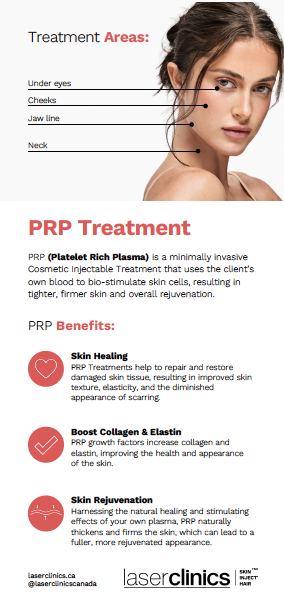 Treatment Areas:
Under eyes
Cheeks
Jaw line
Neck
PRP Treatment
PRP (Platelet Rich Plasma) is a minimally invasive
Cosmetic Injectable Treatment that uses the client's
own blood to bio-stimulate skin cells, resulting in
tighter, firmer skin and overall rejuvenation.
PRP Benefits:
Skin Healing
PRP Treatments help to repair and restore
damaged skin tissue, resulting in improved skin
texture, elasticity, and the diminished
appearance of scarring.
Boost Collagen & Elastin
PRP growth factors increase collagen and
elastin, improving the health and appearance
of the skin.
Skin Rejuvenation
Harnessing the natural healing and stimulating
effects of your own plasma, PRP naturally
thickens and firms the skin, which can lead to a
fuller, more rejuvenated appearance.
laserclinics.ca
@laserclinicscanada
laserclinics
SKIN™
INJECT
HAIR